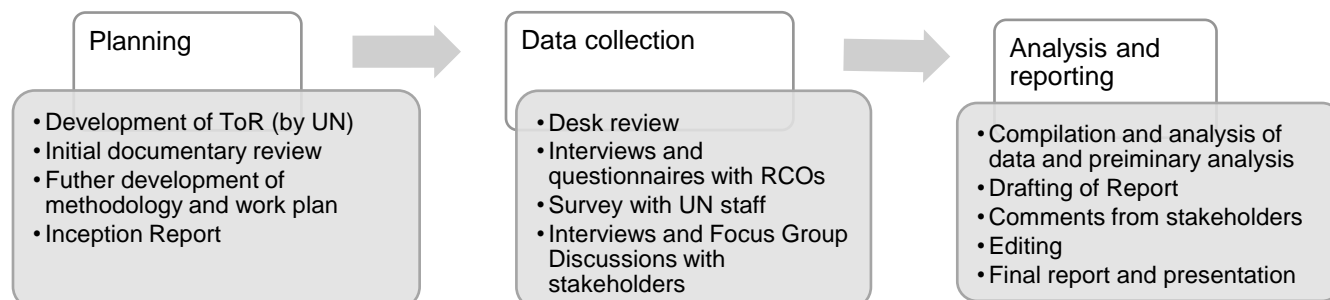 Planning
• Development of ToR (by UN)
• Initial documentary review
• Futher development of
methodology and work plan
• Inception Report
Data collection
• Desk review
• Interviews and
questionnaires with RCOs
• Survey with UN staff
• Interviews and Focus Group
Discussions with
stakeholders
Analysis and
reporting
• Compilation and analysis of
data and preiminary analysis
• Drafting of Report
• Comments from stakeholders
• Editing
• Final report and presentation